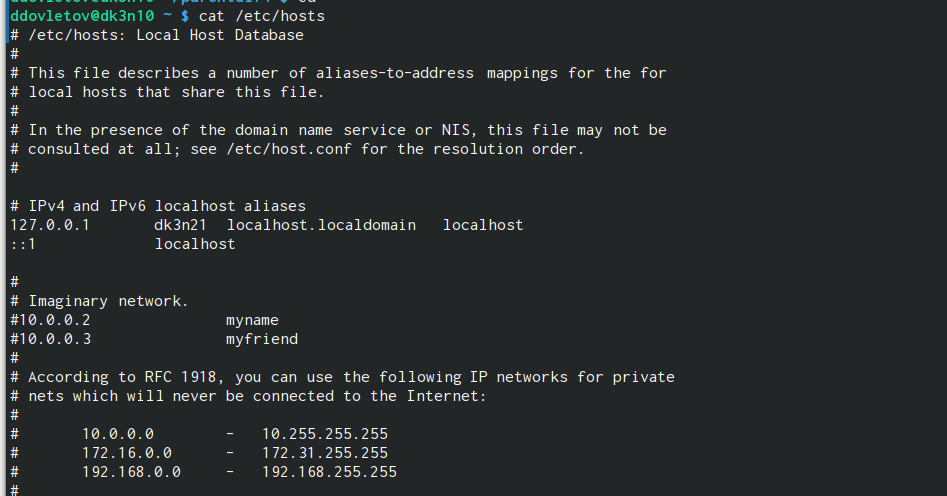 ddovletov@dk3n10 ~ $ cat /etc/hosts
# /etc/hosts: Local Host Database
#
# This file describes a number of aliases-to-address mappings for the for
# local hosts that share this file.
#
# In the presence of the domain name service or NIS, this file may not be
# consulted at all; see /etc/host.conf for the resolution order.
#

# IPv4 and IPv6 localhost aliases
127.0.0.1       dk3n21  localhost.localdomain   localhost
::1             localhost

#
# Imaginary network.
#10.0.0.2               myname
#10.0.0.3               myfriend
#
# According to RFC 1918, you can use the following IP networks for private
# nets which will never be connected to the Internet:
#
#       10.0.0.0        -   10.255.255.255
#       172.16.0.0      -   172.31.255.255
#       192.168.0.0     -   192.168.255.255
#